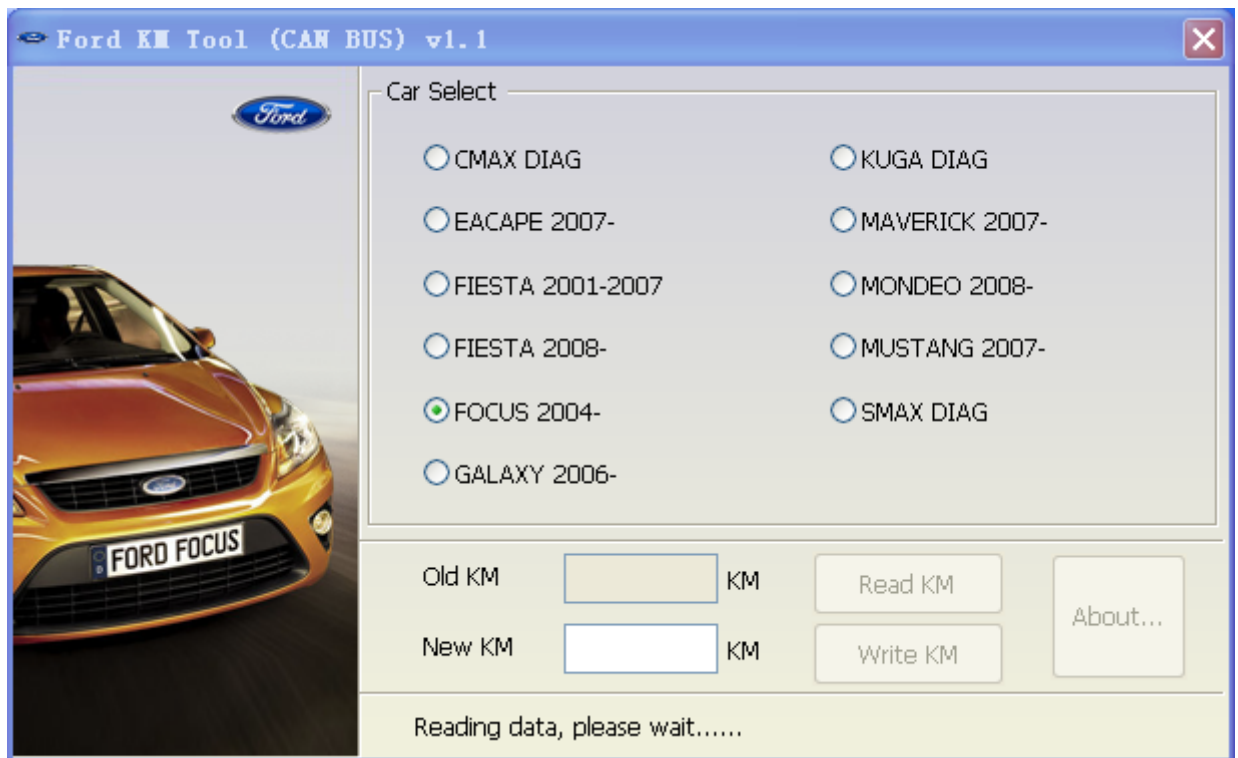 Ford KM Tool (CAN BUS) v1.1
Ford
Car Select
CMAX DIAG
KUGA DIAG
EACAPE 2007-
MAVERICK 2007-
FIESTA 2001-2007
MONDEO 2008-
FIESTA 2008-
MUSTANG 2007-
FOCUS 2004-
SMAX DIAG
GALAXY 2006-
FORD FOCUS
Old KM
KM
Read KM
About...
New KM
KM
Write KM
Reading data, please wait......